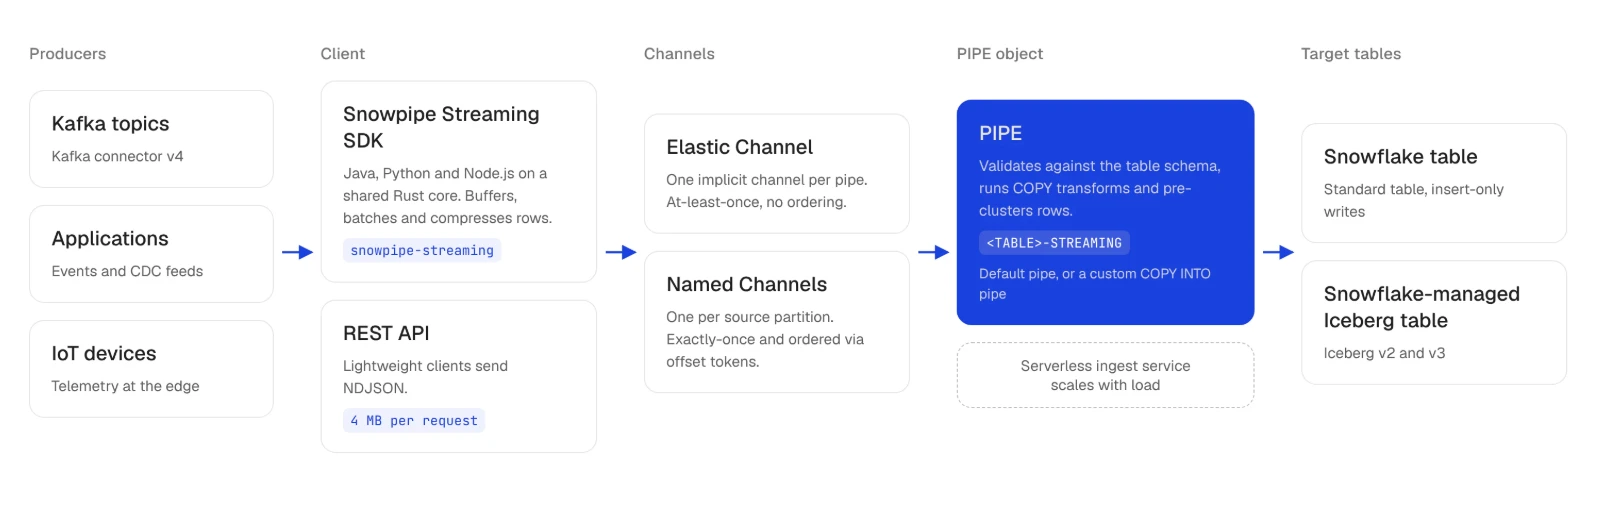 Producers
Kafka topics
Kafka connector v4
Applications
Events and CDC feeds
IoT devices
Telemetry at the edge
Client
Snowpipe Streaming
SDK
Java, Python and Node.js on a
shared Rust core. Buffers,
batches and compresses rows.
snowpipe-streaming
REST API
Lightweight clients send
NDJSON.
4 MB per request
Channels
Elastic Channel
One implicit channel per pipe.
At-least-once, no ordering.
Named Channels
One per source partition.
Exactly-once and ordered via
offset tokens.
PIPE object
PIPE
Validates against the table schema,
runs COPY transforms and pre-
clusters rows.
<TABLE>-STREAMING
Default pipe, or a custom COPY INTO
pipe
Serverless ingest service
scales with load
Target tables
Snowflake table
Standard table, insert-only
writes
Snowflake-managed
Iceberg table
Iceberg v2 and v3